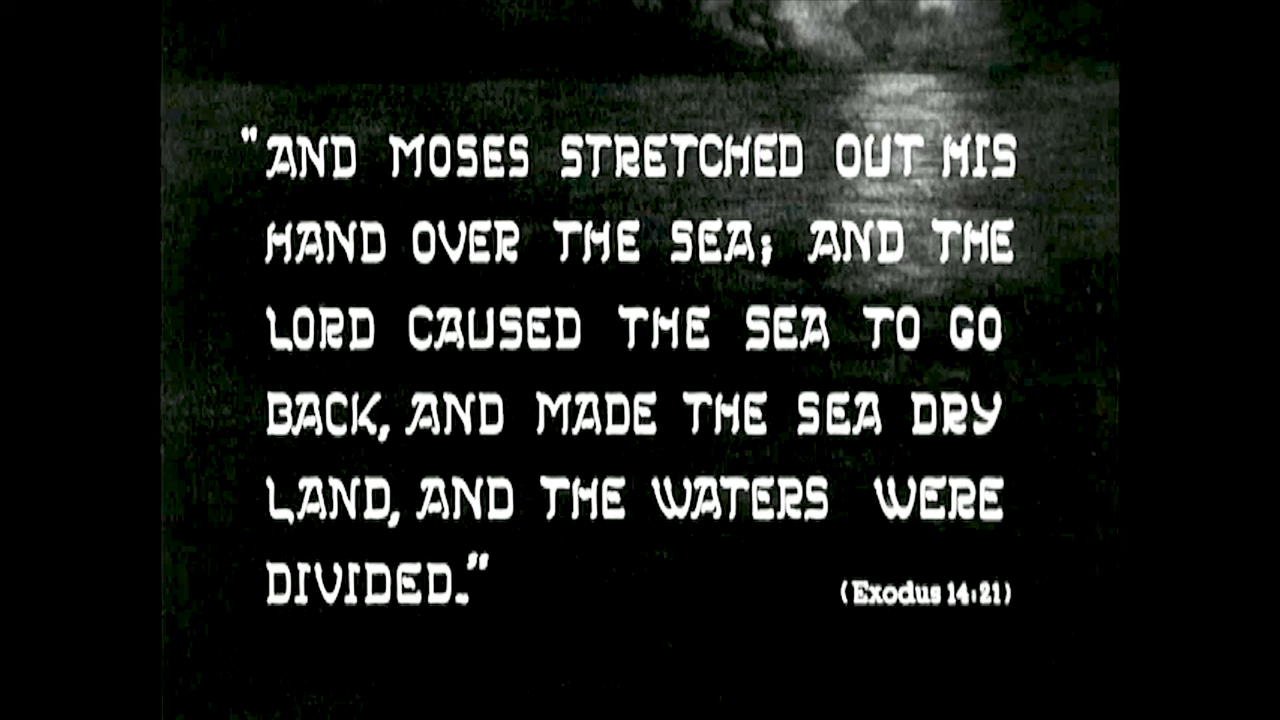 "AND MOSES STRETCHED OUT HIS
HAND OVER THE SEA; AND THE
LORD CAUSED THE SEA TO GO
BACK, AND MADE THE SEA DRY
LAND, AND THE WATERS WERE
DIVIDED."
(Exodus 14:21)